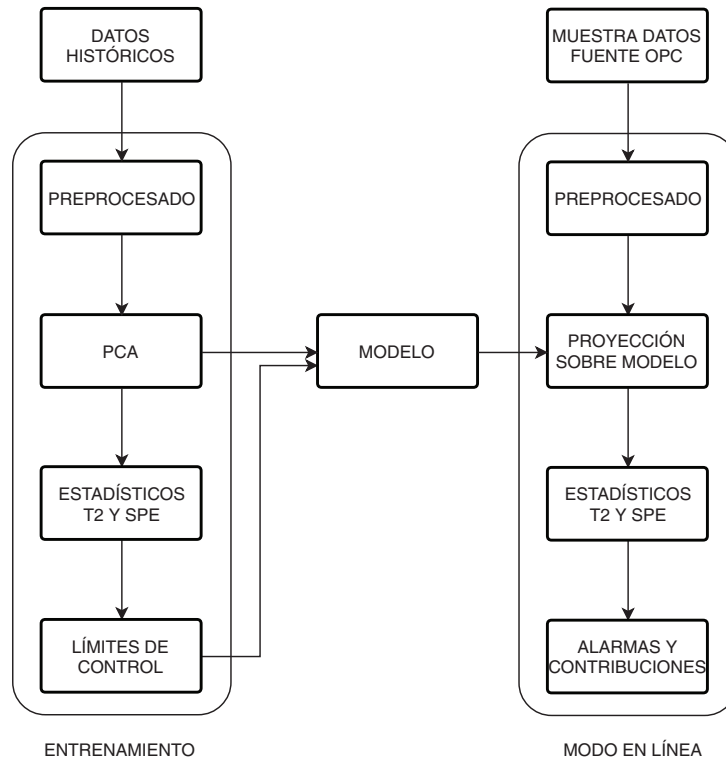 DATOS
HISTÓRICOS
PREPROCESADO
PCA
ESTADÍSTICOS
T2 Y SPE
LÍMITES DE
CONTROL
ENTRENAMIENTO
MODELO
MUESTRA DATOS
FUENTE OPC
PREPROCESADO
PROYECCIÓN
SOBRE MODELO
ESTADÍSTICOS
T2 Y SPE
ALARMAS Y
CONTRIBUCIONES
MODO EN LÍNEA